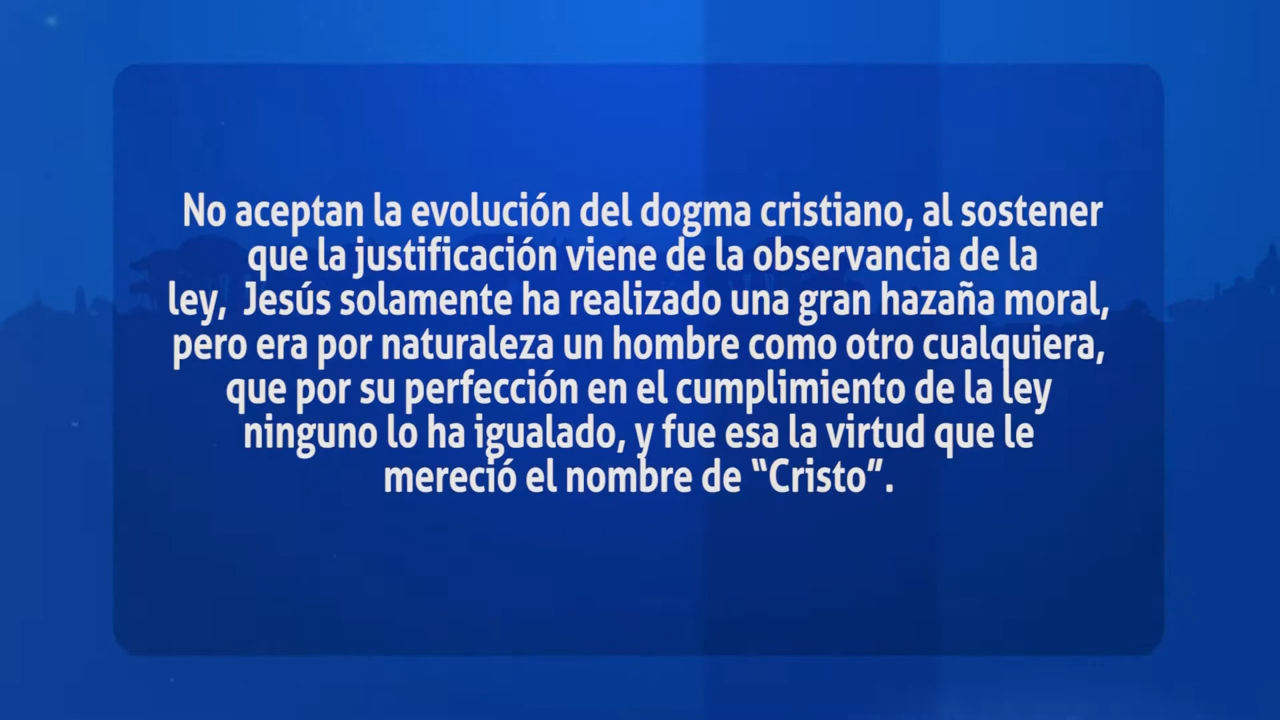 No aceptan la evolución del dogma cristiano, al sostener
que la justificación viene de la observancia de la
ley,  Jesús solamente ha realizado una gran hazaña moral,
pero era por naturaleza un hombre como otro cualquiera,
que por su perfección en el cumplimiento de la ley
ninguno lo ha igualado, y fue esa la virtud que le
mereció el nombre de “Cristo”.